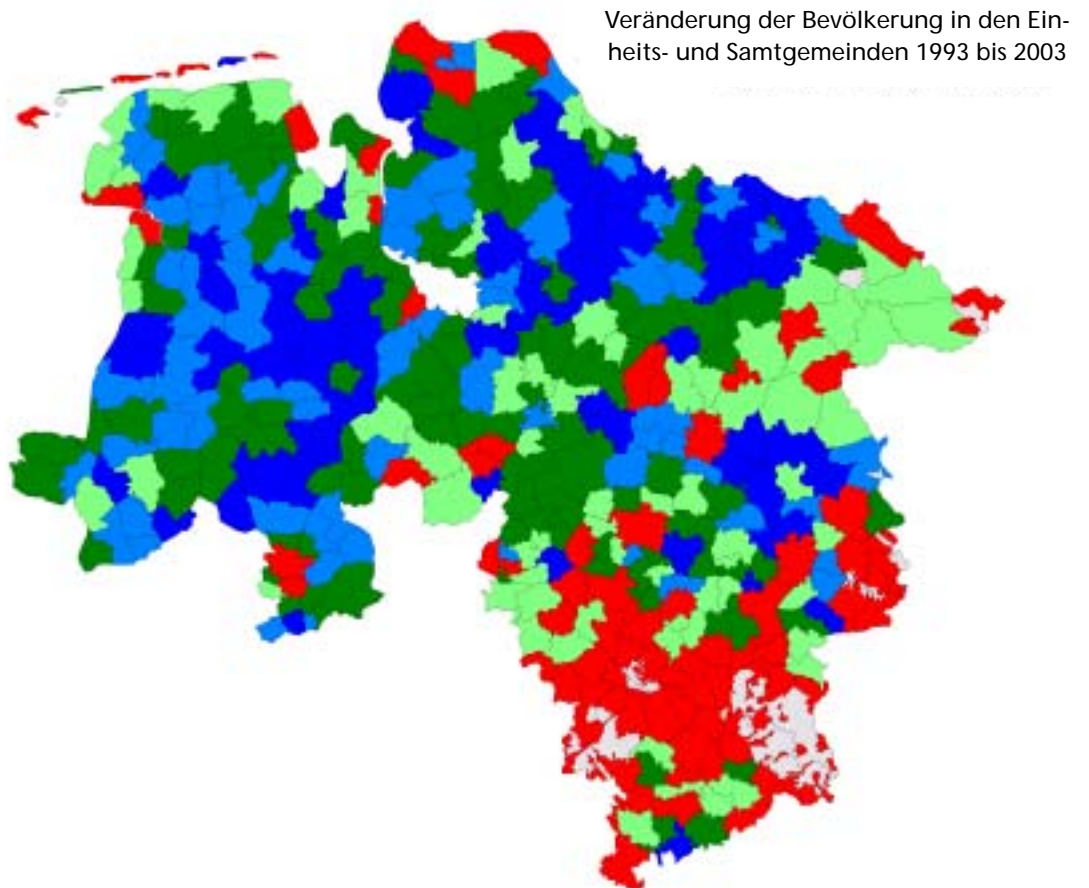 Veränderung der Bevölkerung in den Ein-
heits- und Samtgemeinden 1993 bis 2003